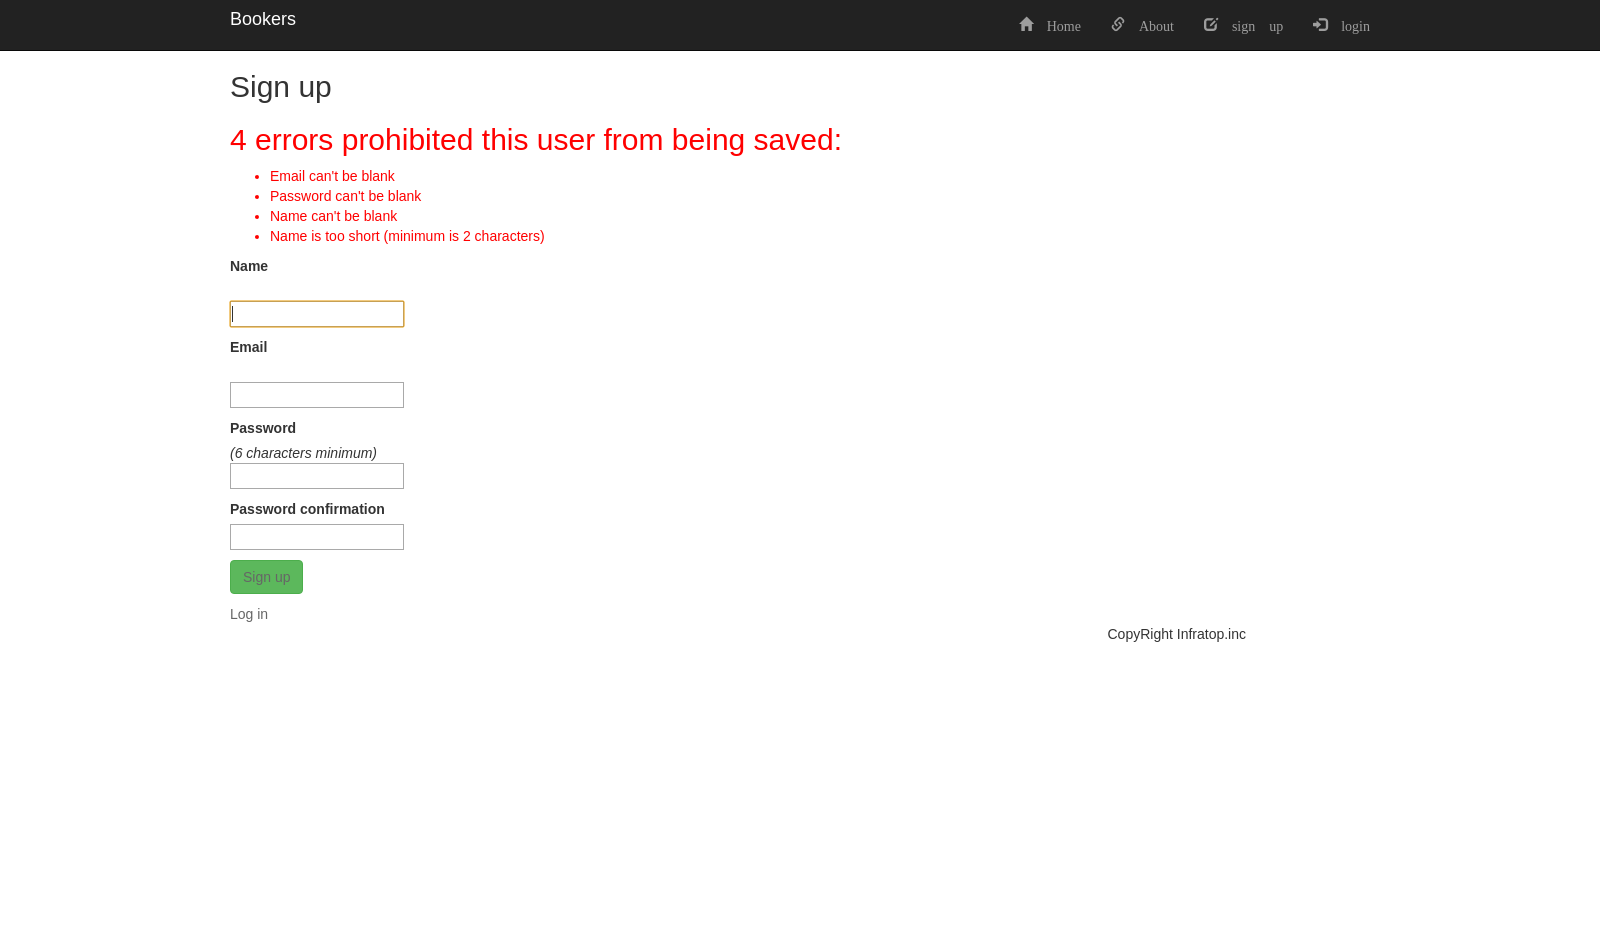 Bookers
Home About sign up login
Sign up
4 errors prohibited this user from being saved:
Email can't be blank
Password can't be blank
Name can't be blank
Name is too short (minimum is 2 characters)
Name
Email
Password
(6 characters minimum)
Password confirmation
Sign up
Log in
CopyRight Infratop.inc